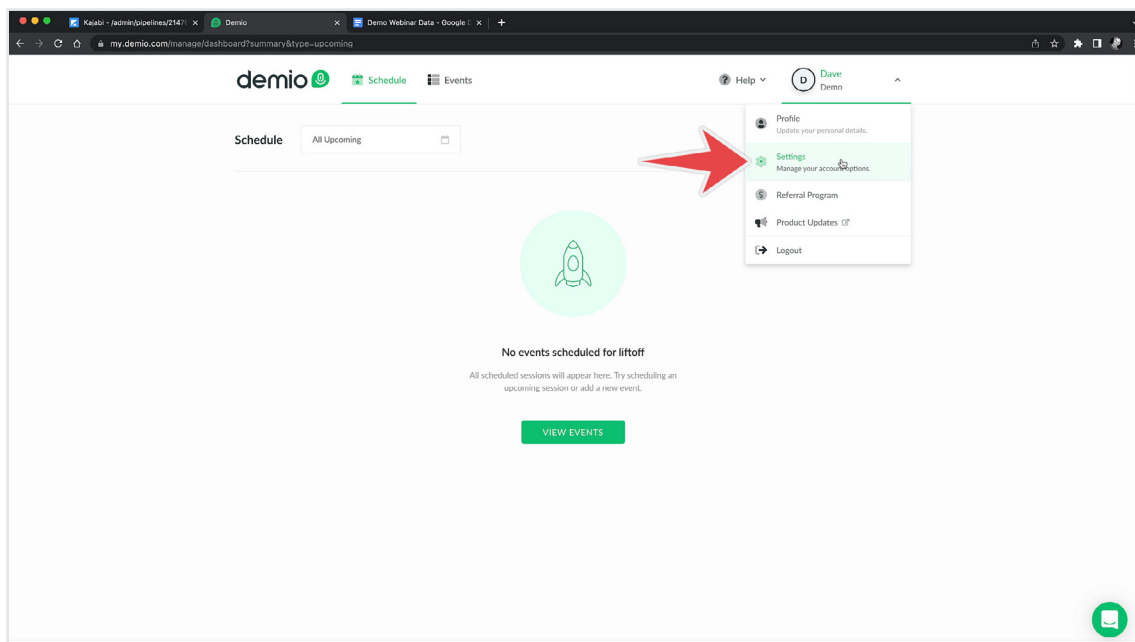 Kajabi - /admin/pipelines/2147
Demio
Demo Webinar Data - Google D
my.demio.com/manage/dashboard?summary&type=upcoming
demio
Schedule
Events
Help
D
Dave
Demo
Schedule
All Upcoming
Profile
Update your personal details.
Settings
Manage your account options.
Referral Program
Product Updates
Logout
No events scheduled for liftoff
All scheduled sessions will appear here. Try scheduling an
upcoming session or add a new event.
VIEW EVENTS